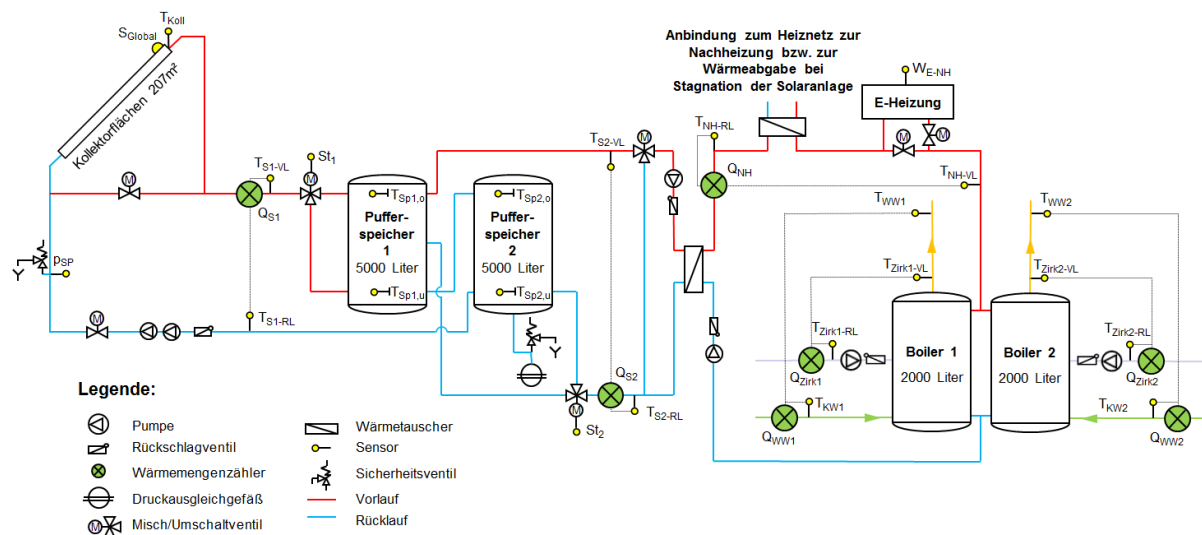 T_Koll
S_Global
Kollektorflächen 207m²
Anbindung zum Heiznetz zur
Nachheizung bzw. zur
Wärmeabgabe bei
Stagnation der Solaranlage
W_E-NH
E-Heizung
M
M
T_NH-RL
Q_NH
T_NH-VL
T_S1-VL
M
Q_S1
St₁
M
T_S2-VL
M
T_Sp1,o
Puffer-
speicher
1
5000 Liter
T_Sp1,u
T_Sp2,o
Puffer-
speicher
2
5000 Liter
T_Sp2,u
T_WW1
T_WW2
T_Zirk1-VL
T_Zirk2-VL
p_SP
M
T_S1-RL
T_Zirk1-RL
T_Zirk2-RL
Q_Zirk1
Q_Zirk2
Boiler 1
2000 Liter
Boiler 2
2000 Liter
Q_S2
M
T_S2-RL
St₂
T_KW1
T_KW2
Q_WW1
Q_WW2
Legende:
Pumpe
Rückschlagventil
Wärmemengenzähler
Druckausgleichgefäß
M
Misch/Umschaltventil
Wärmetauscher
Sensor
Sicherheitsventil
Vorlauf
Rücklauf